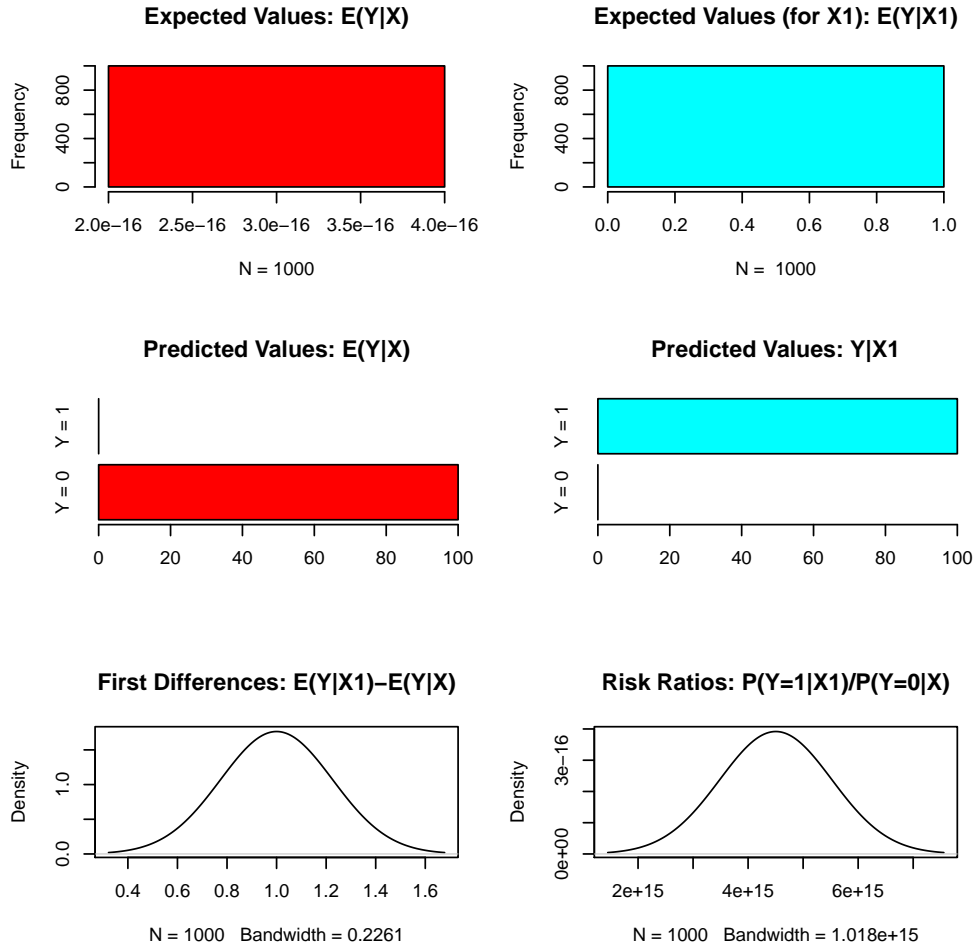 Expected Values: E(Y|X)
Frequency
0 400 800
2.0e−16 2.5e−16 3.0e−16 3.5e−16 4.0e−16
N = 1000
Expected Values (for X1): E(Y|X1)
Frequency
0 400 800
0.0 0.2 0.4 0.6 0.8 1.0
N = 1000
Predicted Values: E(Y|X)
Y = 1
Y = 0
0 20 40 60 80 100
Predicted Values: Y|X1
Y = 1
Y = 0
0 20 40 60 80 100
First Differences: E(Y|X1)−E(Y|X)
Density
0.0 1.0
0.4 0.6 0.8 1.0 1.2 1.4 1.6
N = 1000 Bandwidth = 0.2261
Risk Ratios: P(Y=1|X1)/P(Y=0|X)
Density
0e+00 3e−16
2e+15 4e+15 6e+15
N = 1000 Bandwidth = 1.018e+15